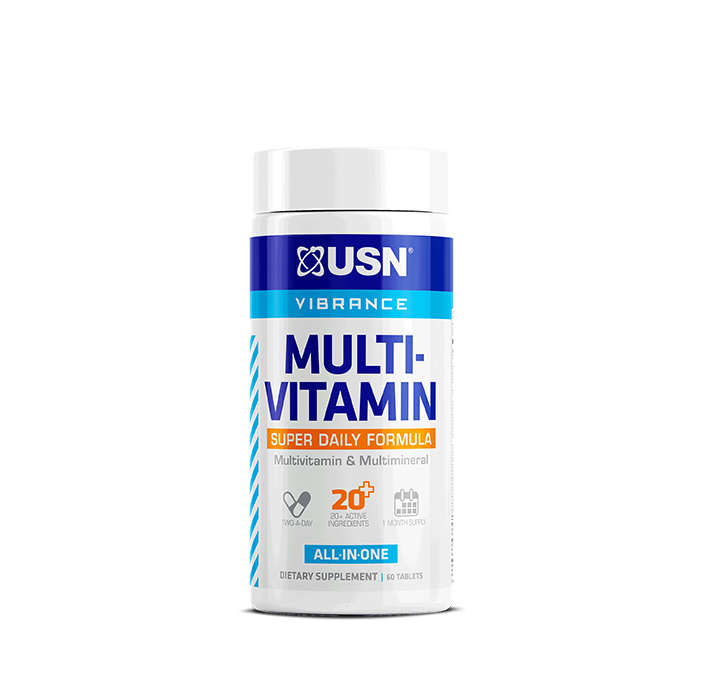 USN®
VIBRANCE
MULTI-
VITAMIN
SUPER DAILY FORMULA
Multivitamin & Multimineral
TWO-A-DAY
20+
20+ ACTIVE
INGREDIENTS
1 MONTH SUPPLY
ALL·IN·ONE
DIETARY SUPPLEMENT | 60 TABLETS